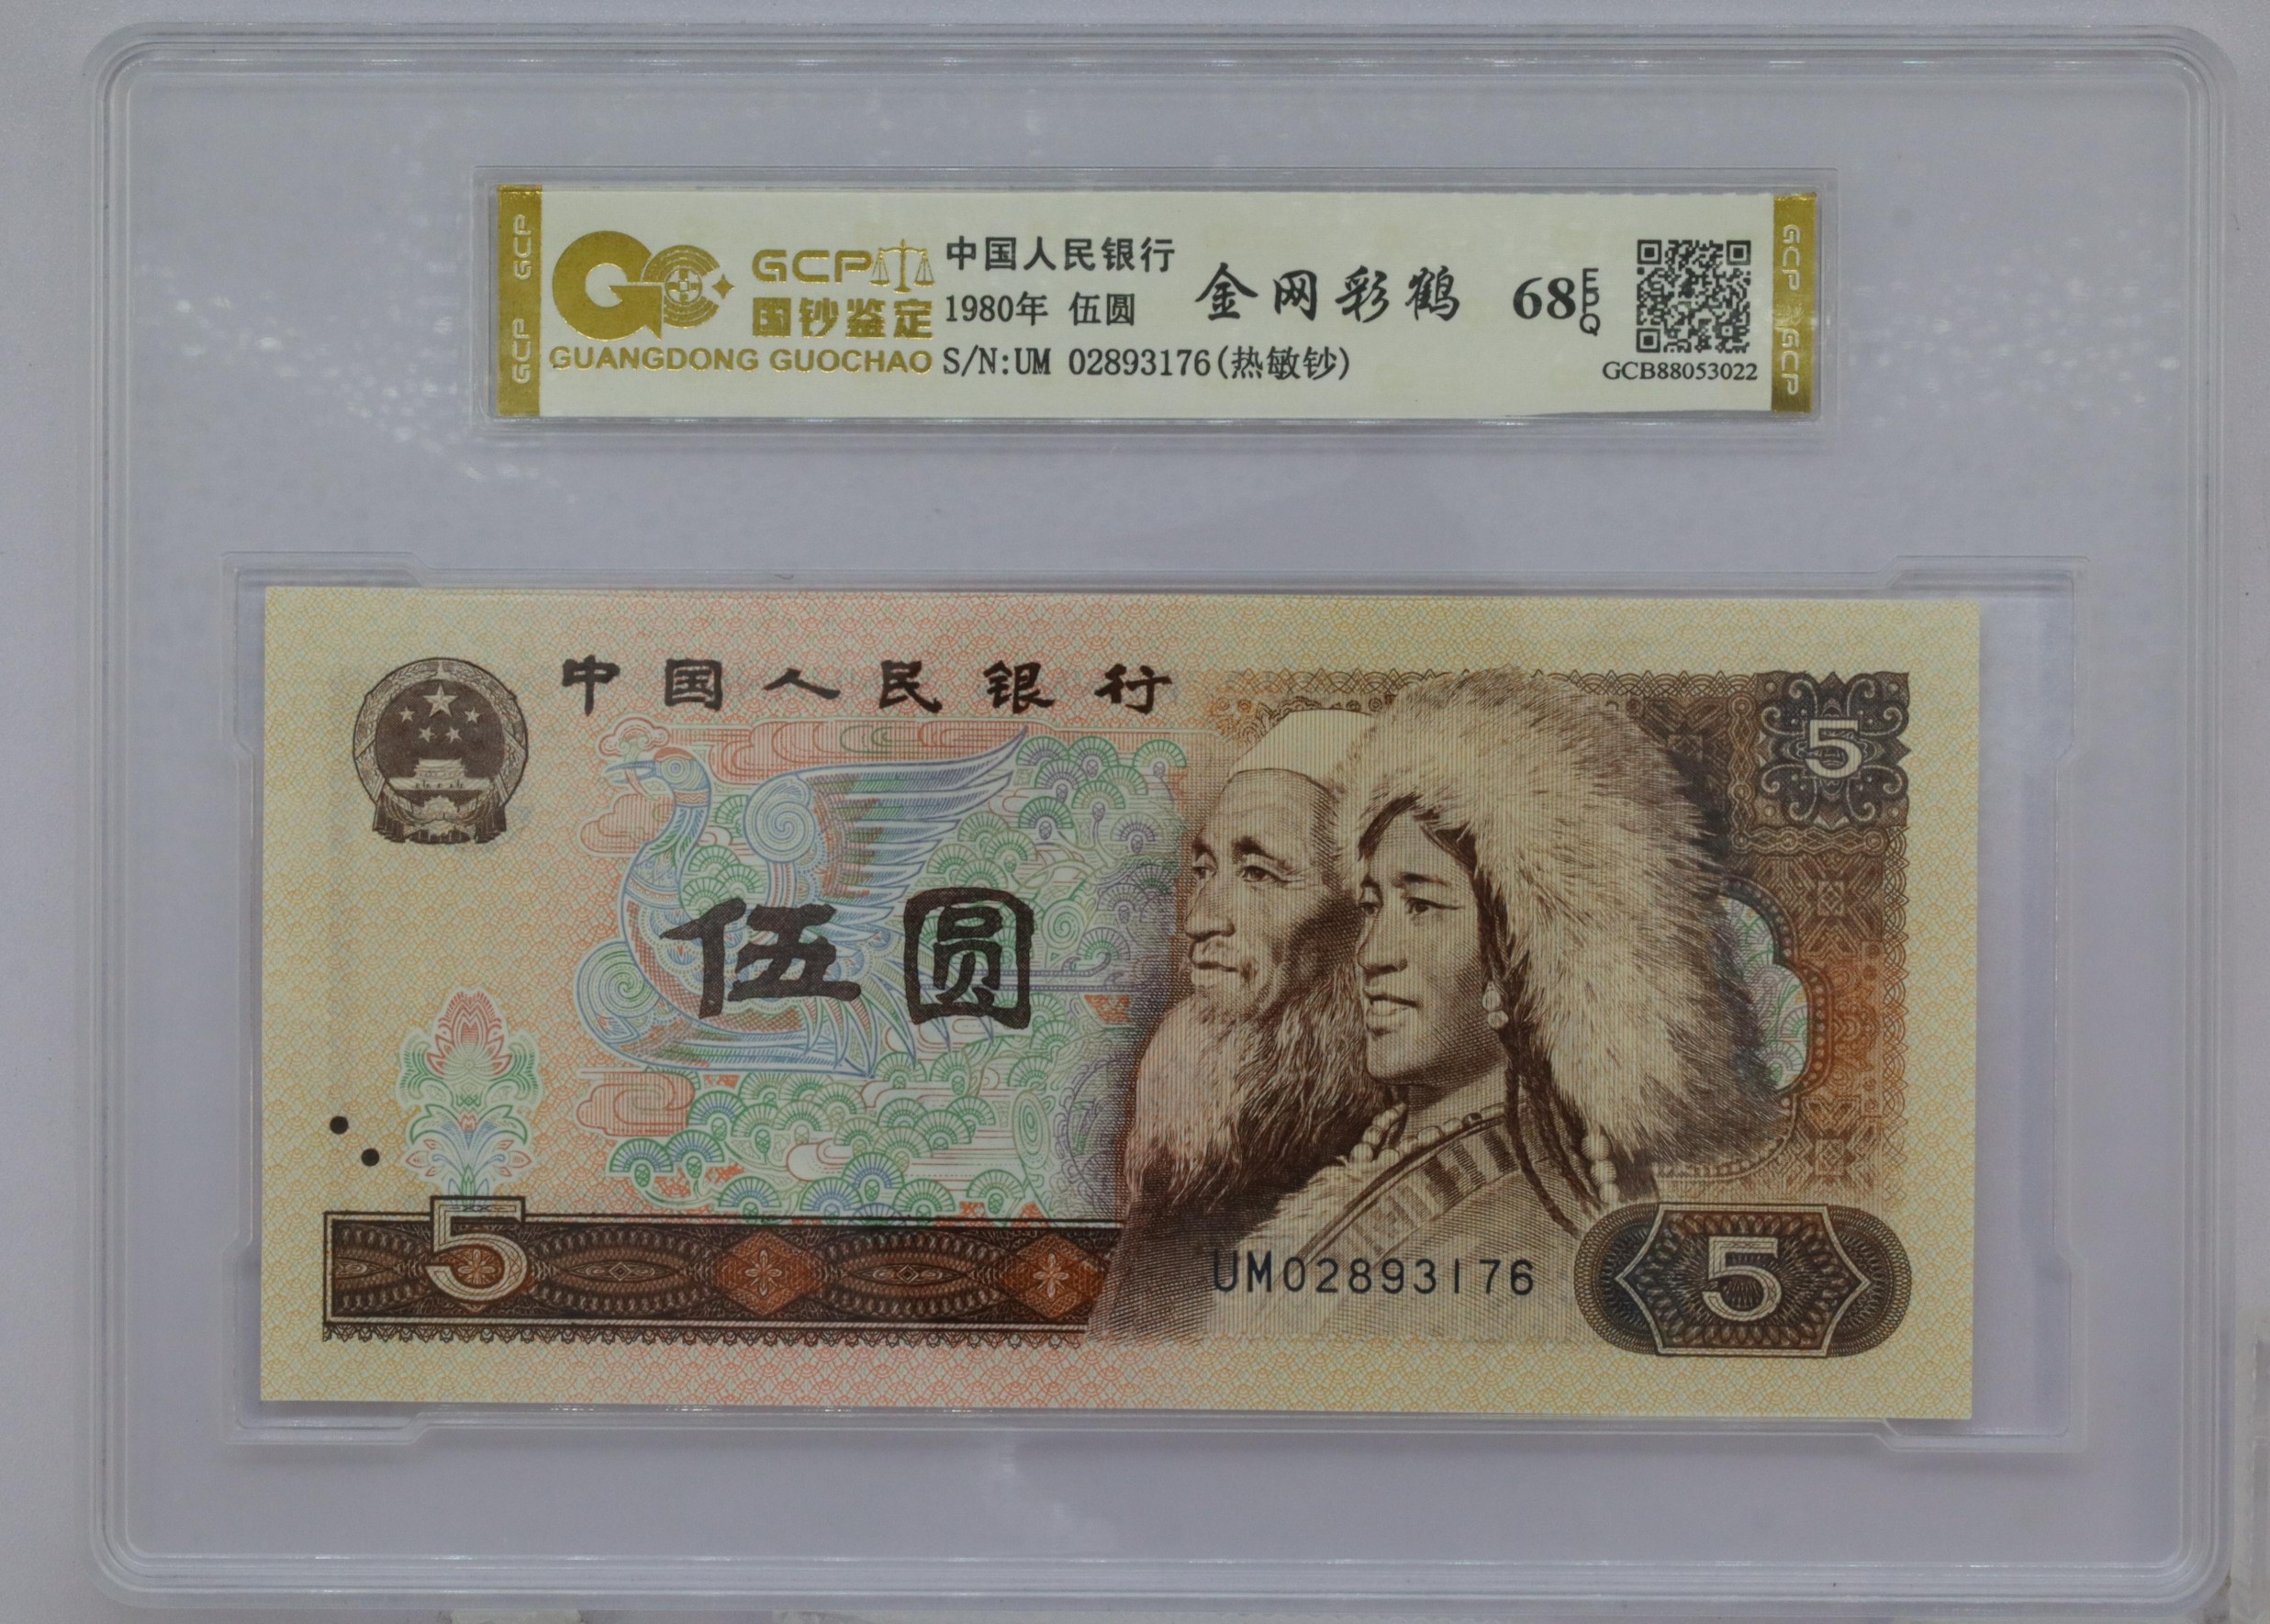 GCP GCP
GCP
国钞鉴定
GUANGDONG GUOCHAO
中国人民银行
1980年 伍圆
S/N:UM 02893176(热敏钞)
金网彩鹤
68 EPQ
GCB88053022
GCP GCP
中国人民银行
5
伍圆
5
UM02893176
5